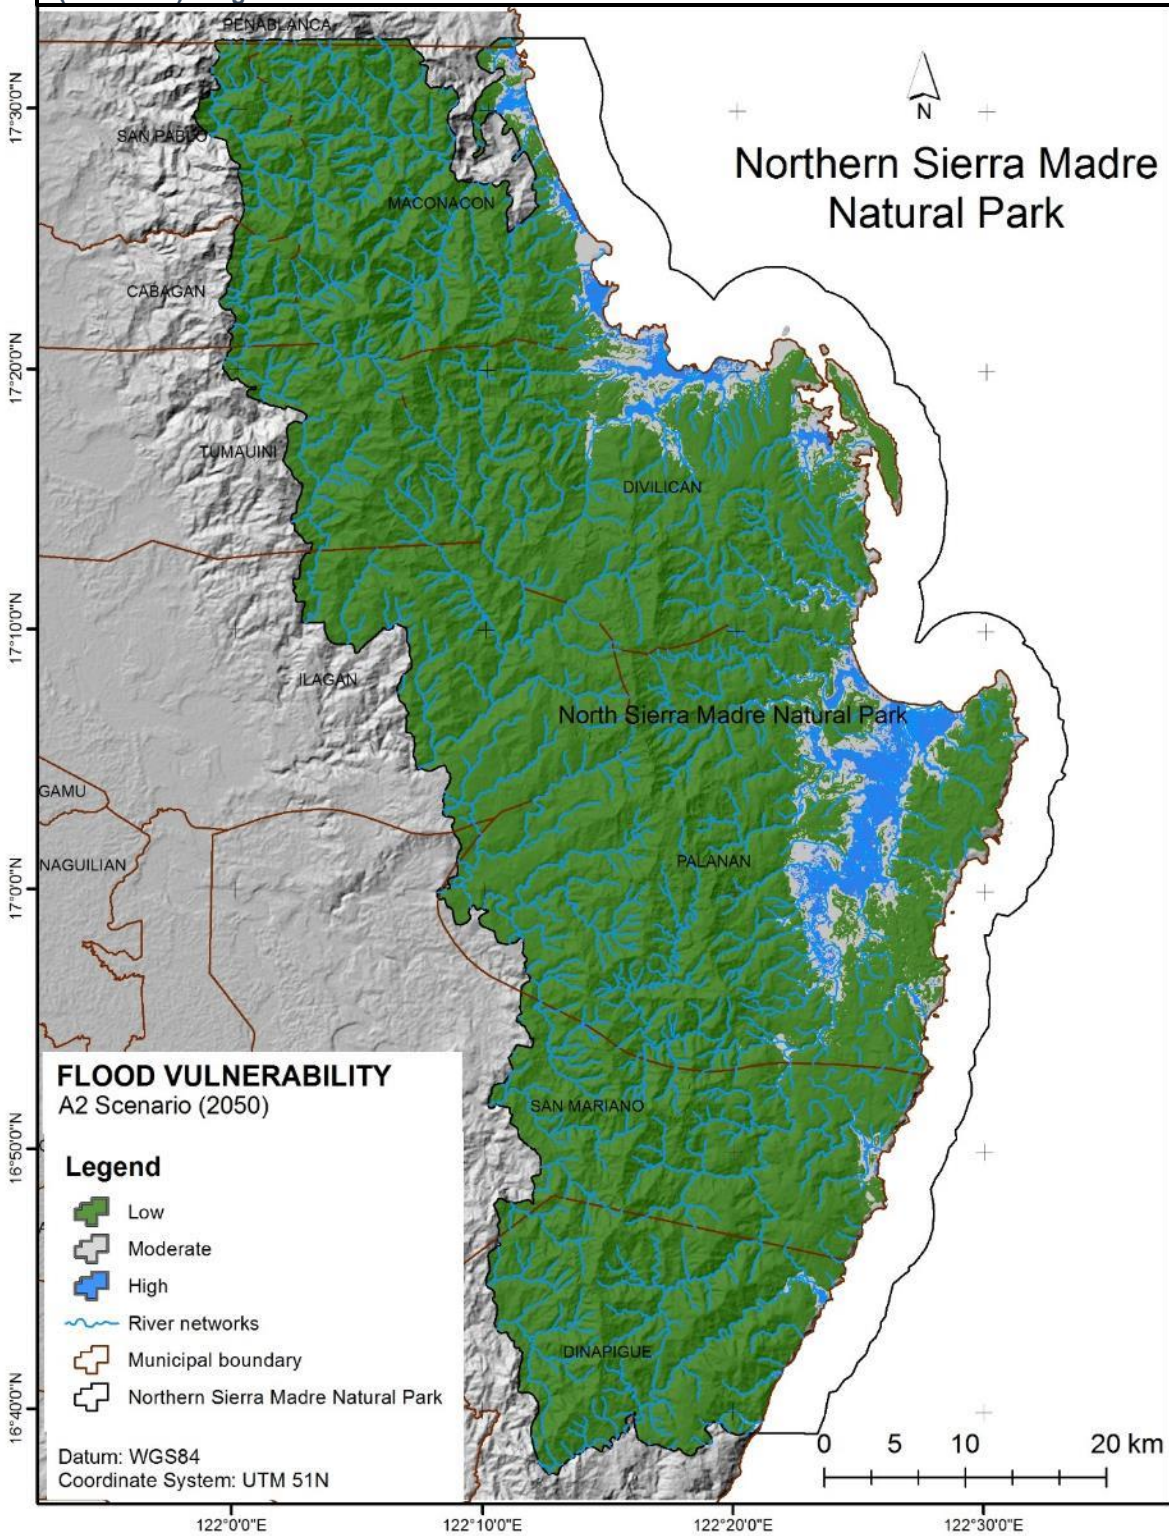 PENABLANCA
N
Northern Sierra Madre
Natural Park
17°30'0"N
SAN PABLO
MACONACON
CABAGAN
17°20'0"N
TUMAUINI
DIVILICAN
17°10'0"N
ILAGAN
North Sierra Madre Natural Park
GAMU
NAGUILIAN
PALANAN
17°0'0"N
FLOOD VULNERABILITY
A2 Scenario (2050)
SAN MARIANO
16°50'0"N
Legend
Low
Moderate
High
River networks
Municipal boundary
Northern Sierra Madre Natural Park
DINAPIGUE
16°40'0"N
Datum: WGS84
Coordinate System: UTM 51N
0 5 10 20 km
122°0'0"E 122°10'0"E 122°20'0"E 122°30'0"E